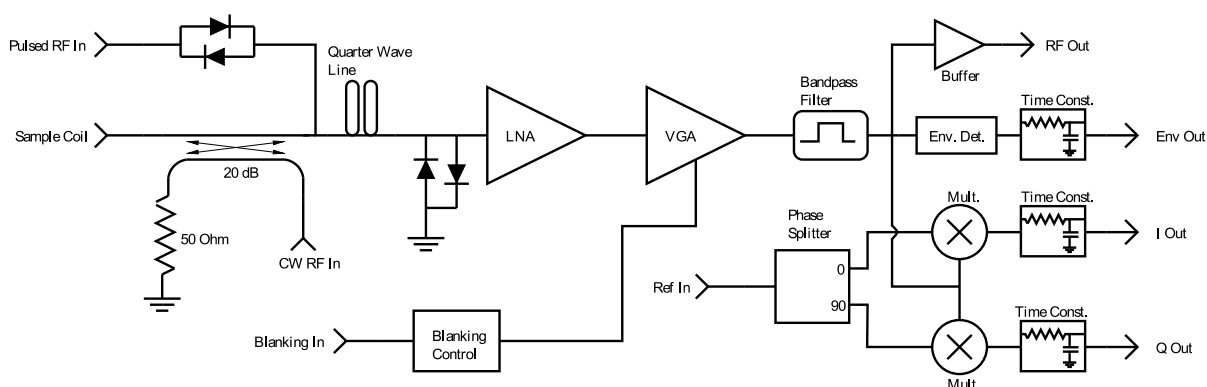 Pulsed RF In
Quarter Wave
Line
Sample Coil
20 dB
50 Ohm
CW RF In
LNA
VGA
Bandpass
Filter
Buffer
RF Out
Env. Det.
Time Const.
Env Out
Phase
Splitter
0
90
Ref In
Mult.
Time Const.
I Out
Time Const.
Q Out
Mult.
Blanking In
Blanking
Control